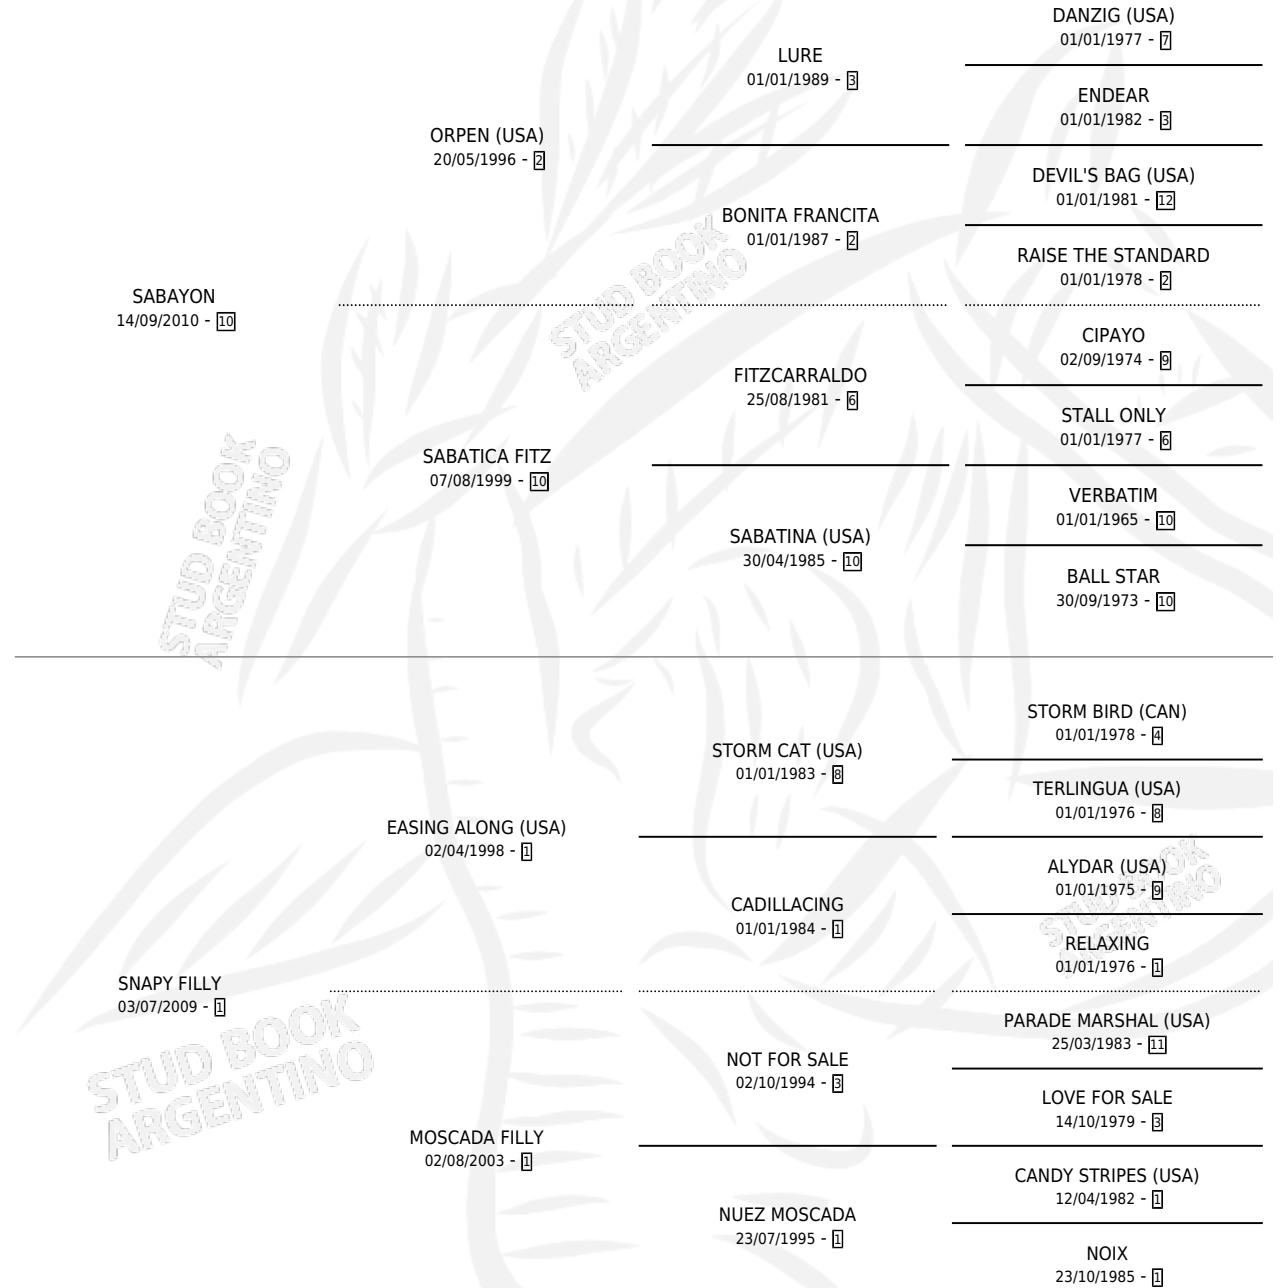 DANZIG (USA)
01/01/1977 - 7
LURE
01/01/1989 - 3
ENDEAR
01/01/1982 - 3
ORPEN (USA)
20/05/1996 - 2
DEVIL'S BAG (USA)
01/01/1981 - 12
BONITA FRANCITA
01/01/1987 - 2
RAISE THE STANDARD
01/01/1978 - 2
SABAYON
14/09/2010 - 10
CIPAYO
02/09/1974 - 9
FITZCARRALDO
25/08/1981 - 6
STALL ONLY
01/01/1977 - 6
SABATICA FITZ
07/08/1999 - 10
VERBATIM
01/01/1965 - 10
SABATINA (USA)
30/04/1985 - 10
BALL STAR
30/09/1973 - 10
STORM BIRD (CAN)
01/01/1978 - 4
STORM CAT (USA)
01/01/1983 - 8
TERLINGUA (USA)
01/01/1976 - 8
EASING ALONG (USA)
02/04/1998 - 1
ALYDAR (USA)
01/01/1975 - 9
CADILLACING
01/01/1984 - 1
RELAXING
01/01/1976 - 1
SNAPY FILLY
03/07/2009 - 1
PARADE MARSHAL (USA)
25/03/1983 - 11
NOT FOR SALE
02/10/1994 - 3
LOVE FOR SALE
14/10/1979 - 3
MOSCADA FILLY
02/08/2003 - 1
CANDY STRIPES (USA)
12/04/1982 - 1
NUEZ MOSCADA
23/07/1995 - 1
NOIX
23/10/1985 - 1
STUD BOOK
ARGENTINO
STUD BOOK
ARGENTINO
STUD BOOK
ARGENTINO
STUD BOOK
ARGENTINO